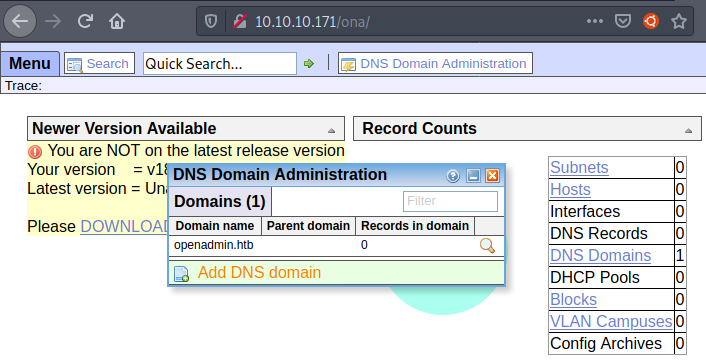 10.10.10.171/ona/
Menu Search Quick Search... DNS Domain Administration
Trace:
Newer Version Available
You are NOT on the latest release version
Your version = v18
Latest version = Una
Please DOWNLOAD
DNS Domain Administration
Domains (1) Filter
Domain name Parent domain Records in domain
openadmin.htb 0
Add DNS domain
Record Counts
Subnets 0
Hosts 0
Interfaces 0
DNS Records 0
DNS Domains 1
DHCP Pools 0
Blocks 0
VLAN Campuses 0
Config Archives 0